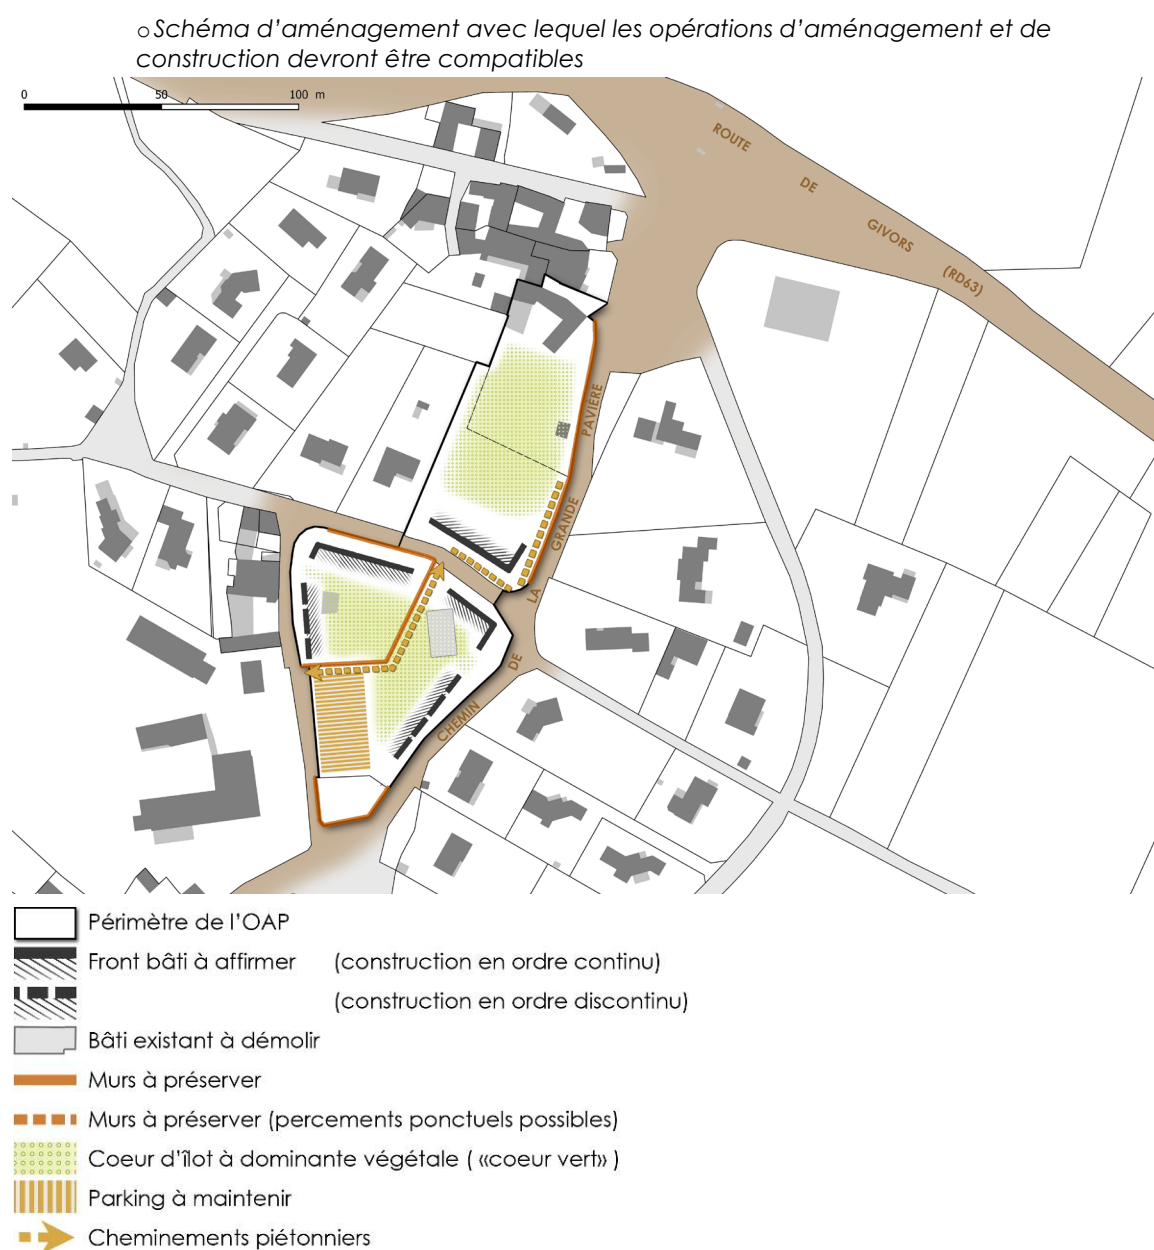 ○ Schéma d’aménagement avec lequel les opérations d’aménagement et de
construction devront être compatibles
0 50 100 m
ROUTE DE GIVORS (RD63)
CHEMIN DE LA GRANDE PAVIERE
Périmètre de l’OAP
Front bâti à affirmer (construction en ordre continu)
(construction en ordre discontinu)
Bâti existant à démolir
Murs à préserver
Murs à préserver (percements ponctuels possibles)
Coeur d’îlot à dominante végétale ( «coeur vert» )
Parking à maintenir
Cheminements piétonniers